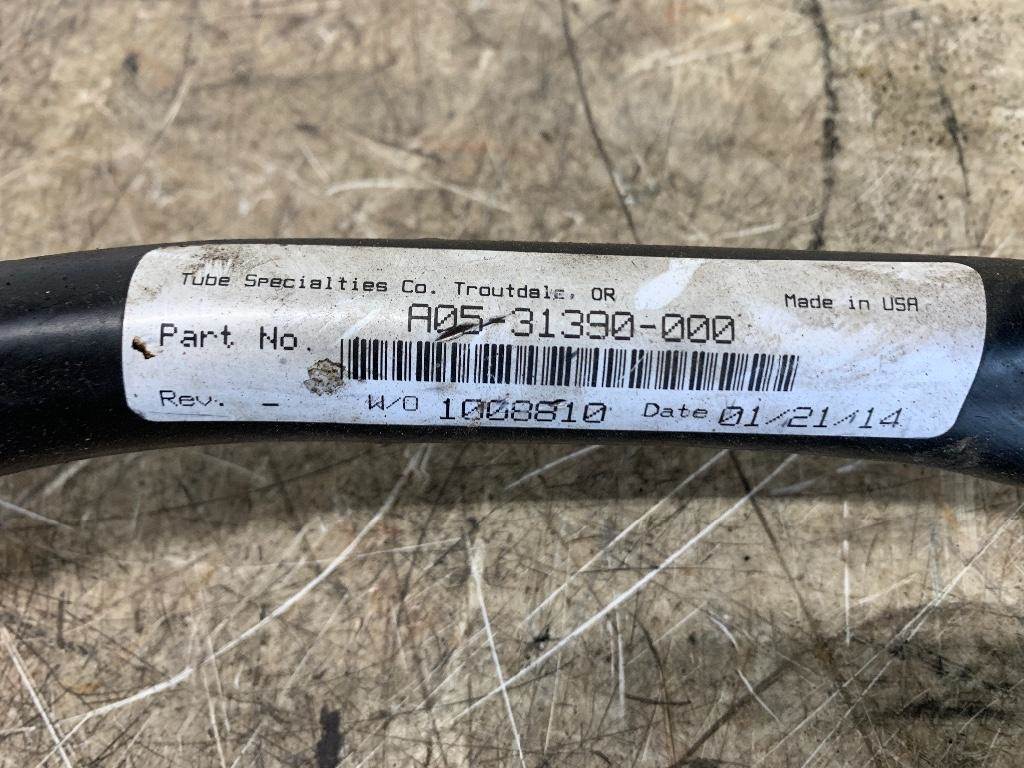 Tube Specialties Co. Troutdale, OR Made in USA
Part No. A05-31390-000
Rev. - W/O 1008810 Date 01/21/14